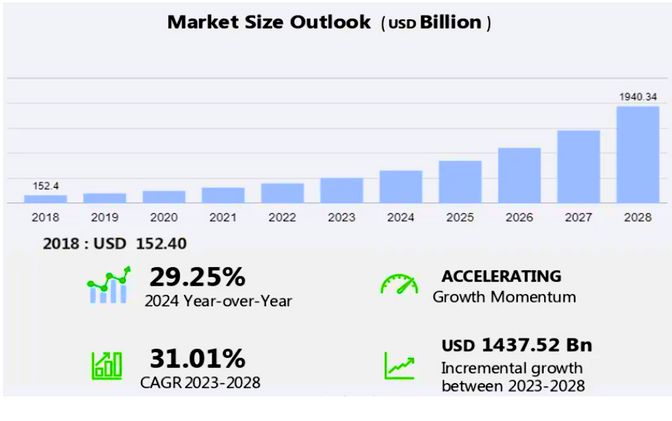 Market Size Outlook (USD Billion)
1940.34
152.4
2018 2019 2020 2021 2022 2023 2024 2025 2026 2027 2028
2018 : USD 152.40
29.25%
2024 Year-over-Year
ACCELERATING
Growth Momentum
31.01%
CAGR 2023-2028
USD 1437.52 Bn
Incremental growth
between 2023-2028